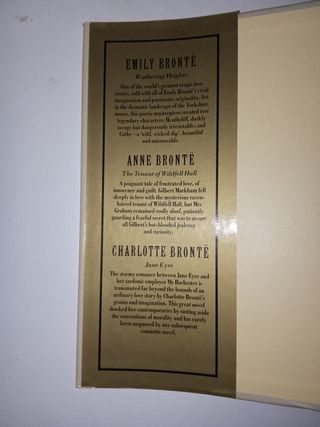 EMILY BRONTË
Wuthering Heights
One of the world's greatest tragic love
stories, told with all of Emily Brontë's vivid
imagination and passionate originality. Set
in the dramatic landscape of the Yorkshire
moors, this poetic masterpiece created two
legendary characters: Heathcliff, darkly
savage but dangerously irresistible; and
Cathy – a 'wild, wicked slip', beautiful
and untameable.
ANNE BRONTË
The Tenant of Wildfell Hall
A poignant tale of frustrated love, of
innocence and guilt. Gilbert Markham fell
deeply in love with the mysterious raven-
haired tenant of Wildfell Hall, but Mrs
Graham remained coolly aloof, patiently
guarding a fearful secret that was to arouse
all Gilbert's hot-blooded jealousy
and curiosity.
CHARLOTTE BRONTË
Jane Eyre
The stormy romance between Jane Eyre and
her sardonic employer Mr Rochester is
transmuted far beyond the bounds of an
ordinary love story by Charlotte Brontë's
genius and imagination. This great novel
shocked her contemporaries by casting aside
the conventions of morality and has rarely
been surpassed by any subsequent
romantic novel.